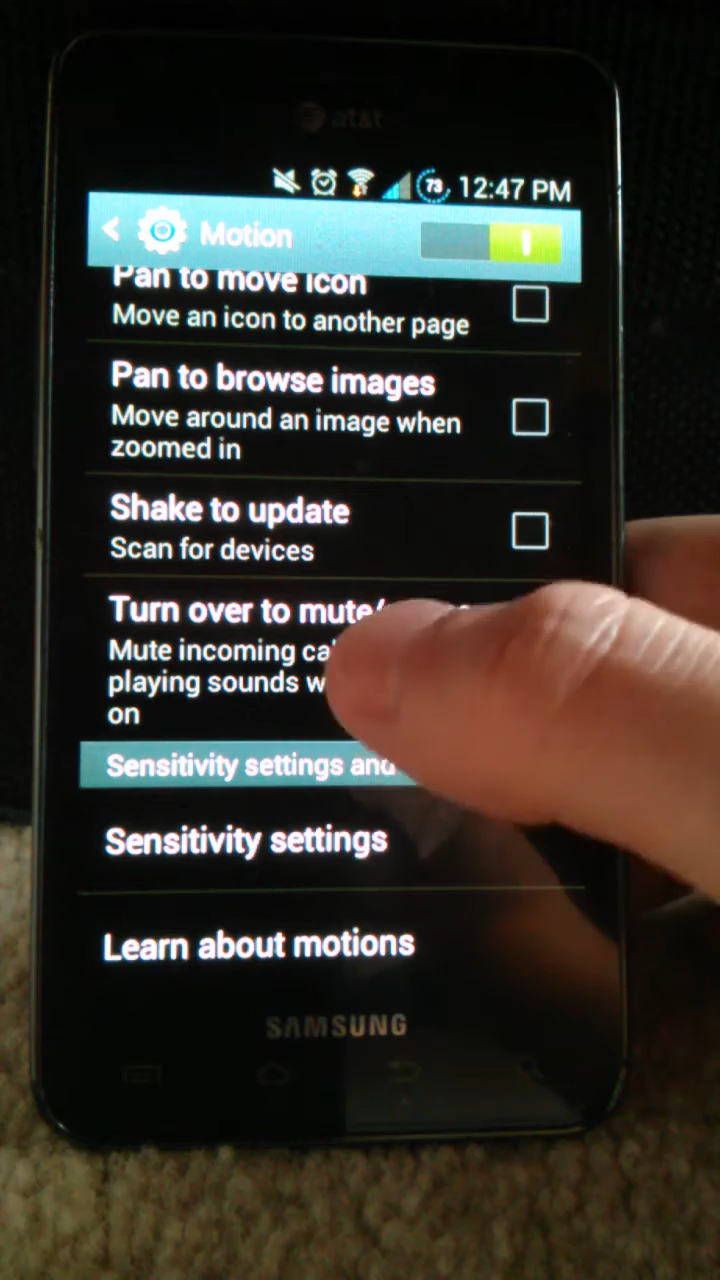 at&t
73 12:47 PM
Motion
Pan to move icon
Move an icon to another page
Pan to browse images
Move around an image when
zoomed in
Shake to update
Scan for devices
Turn over to mute/
Mute incoming
playing sounds
on
Sensitivity settings and
Sensitivity settings
Learn about motions
SAMSUNG